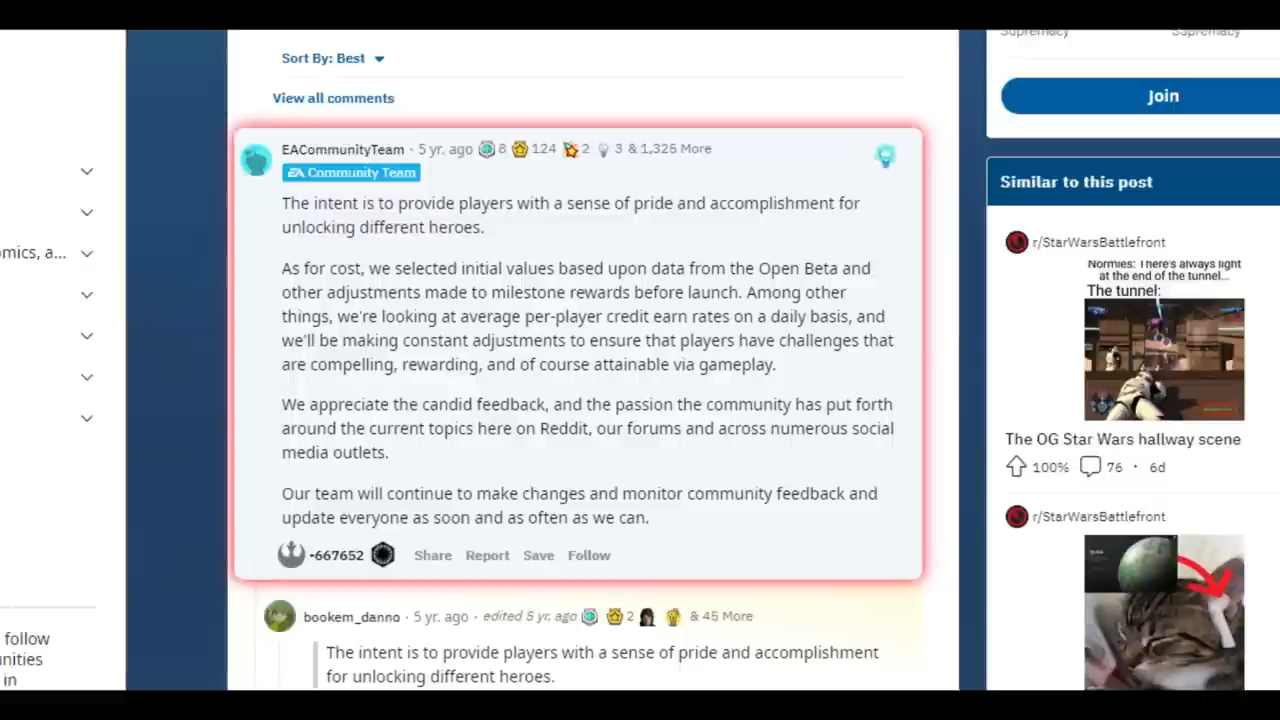 Sort By: Best
View all comments
EACommunityTeam · 5 yr. ago 8 124 2 3 & 1,325 More
EA Community Team
The intent is to provide players with a sense of pride and accomplishment for
unlocking different heroes.
As for cost, we selected initial values based upon data from the Open Beta and
other adjustments made to milestone rewards before launch. Among other
things, we're looking at average per-player credit earn rates on a daily basis, and
we'll be making constant adjustments to ensure that players have challenges that
are compelling, rewarding, and of course attainable via gameplay.
We appreciate the candid feedback, and the passion the community has put forth
around the current topics here on Reddit, our forums and across numerous social
media outlets.
Our team will continue to make changes and monitor community feedback and
update everyone as soon and as often as we can.
-667652 Share Report Save Follow
bookem_danno · 5 yr. ago · edited 5 yr. ago 2 & 45 More
The intent is to provide players with a sense of pride and accomplishment
for unlocking different heroes.
omics, a...
follow
nities
in
Supremacy Supremacy
Join
Similar to this post
r/StarWarsBattlefront
Normies: There's always light
at the end of the tunnel...
The tunnel:
The OG Star Wars hallway scene
100% 76 · 6d
r/StarWarsBattlefront